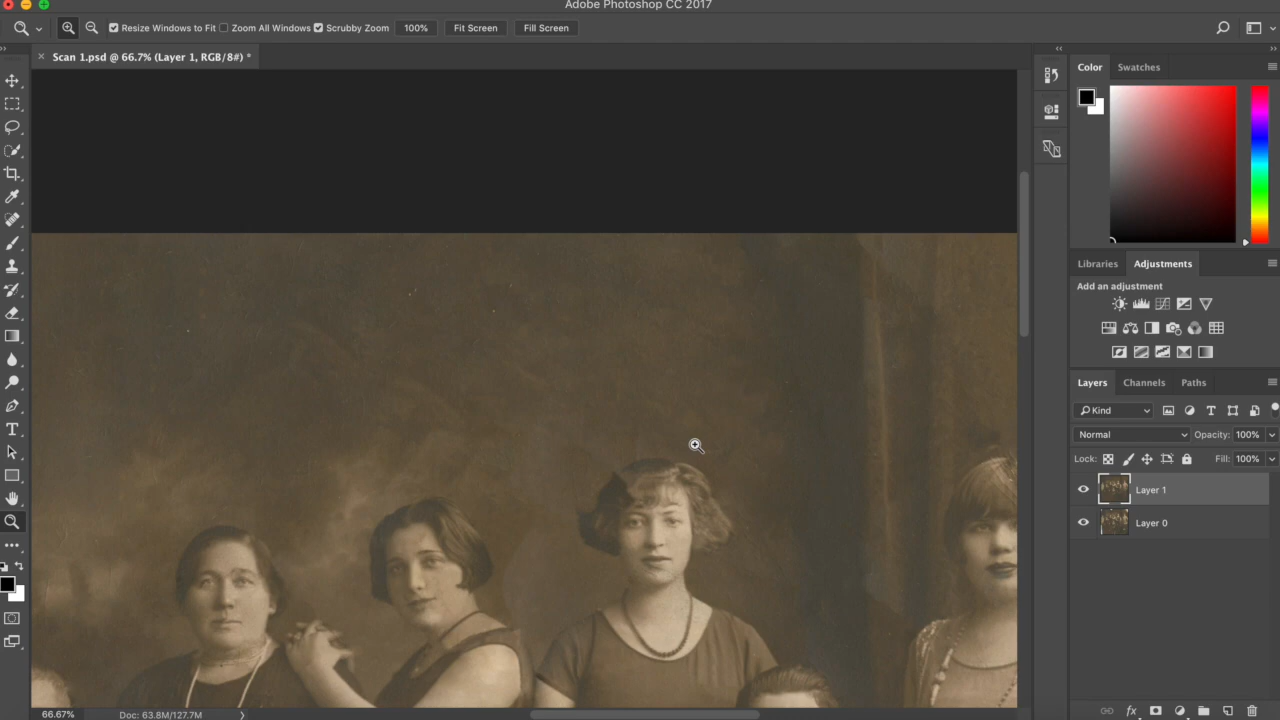 Adobe Photoshop CC 2017
Resize Windows to Fit Zoom All Windows Scrubby Zoom 100% Fit Screen Fill Screen
Scan 1.psd @ 66.7% (Layer 1, RGB/8#) *
Color Swatches
Libraries Adjustments
Add an adjustment
Layers Channels Paths
Kind
Normal Opacity: 100%
Lock: Fill: 100%
Layer 1
Layer 0
fx
66.67% Doc: 63.8M/127.7M